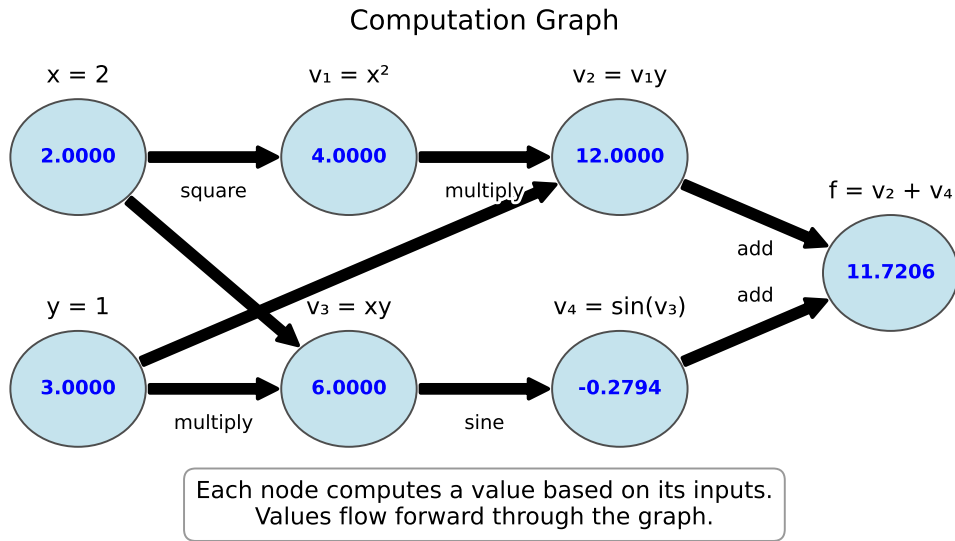 Computation Graph
x = 2
v₁ = x²
v₂ = v₁y
2.0000
4.0000
12.0000
square
multiply
f = v₂ + v₄
add
11.7206
add
y = 1
v₃ = xy
v₄ = sin(v₃)
3.0000
6.0000
-0.2794
multiply
sine
Each node computes a value based on its inputs.
Values flow forward through the graph.